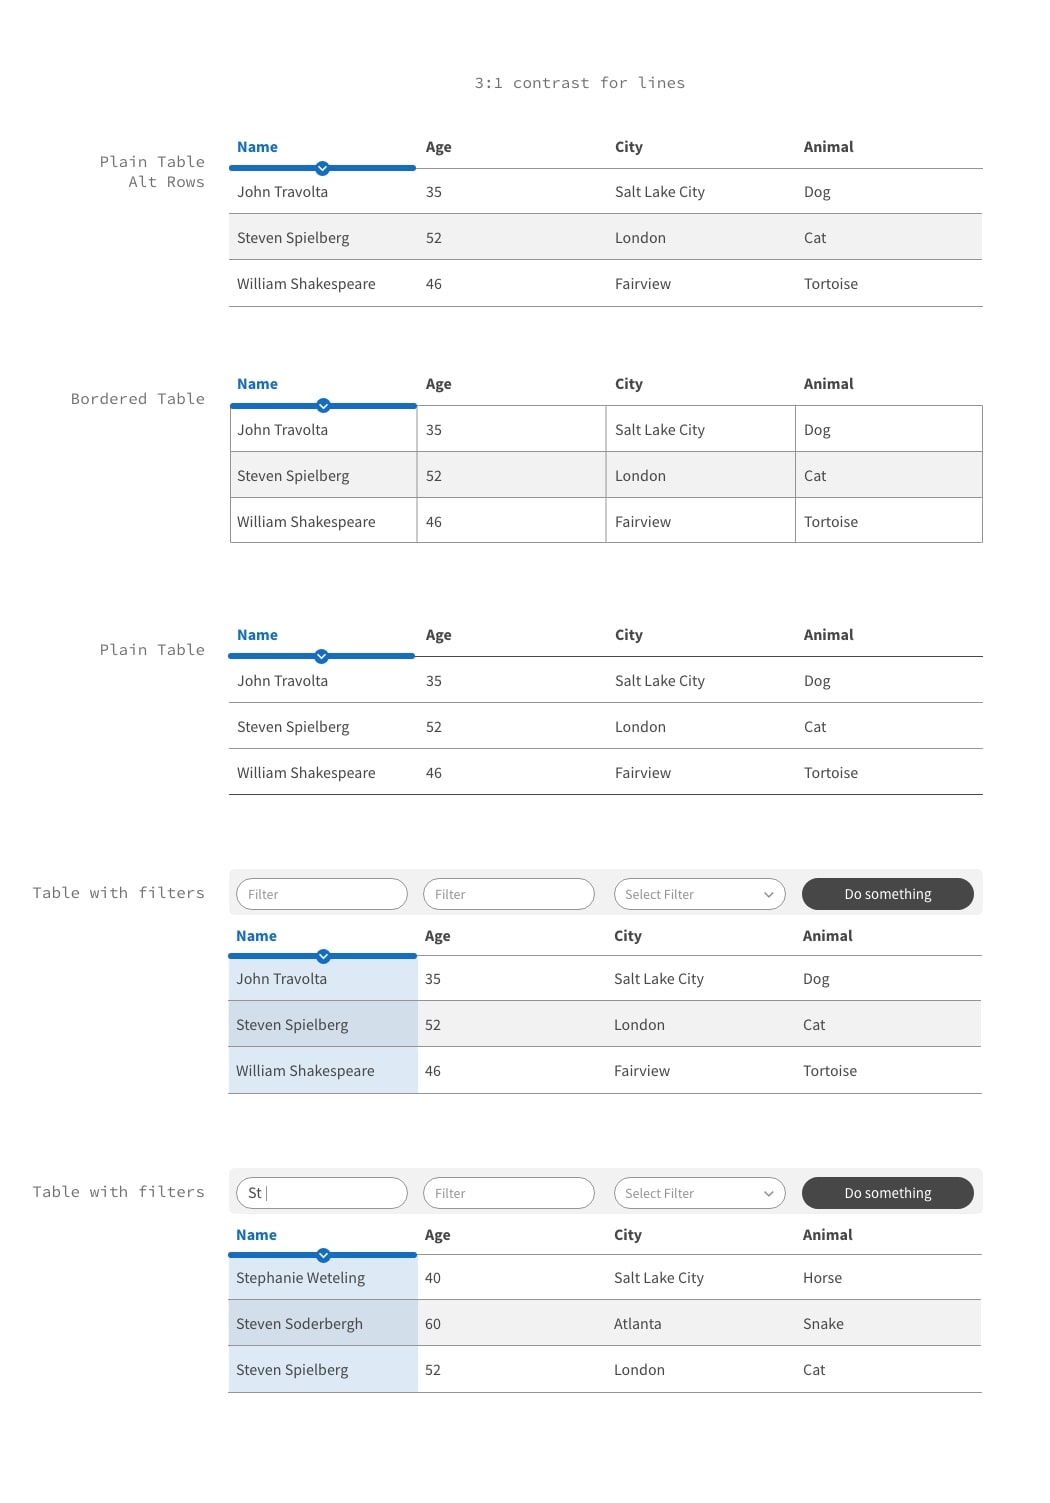 3:1 contrast for lines
Plain Table
Alt Rows
Name Age City Animal
John Travolta 35 Salt Lake City Dog
Steven Spielberg 52 London Cat
William Shakespeare 46 Fairview Tortoise
Bordered Table
Name Age City Animal
John Travolta 35 Salt Lake City Dog
Steven Spielberg 52 London Cat
William Shakespeare 46 Fairview Tortoise
Plain Table
Name Age City Animal
John Travolta 35 Salt Lake City Dog
Steven Spielberg 52 London Cat
William Shakespeare 46 Fairview Tortoise
Table with filters
Filter Filter Select Filter Do something
Name Age City Animal
John Travolta 35 Salt Lake City Dog
Steven Spielberg 52 London Cat
William Shakespeare 46 Fairview Tortoise
Table with filters
St Filter Select Filter Do something
Name Age City Animal
Stephanie Weteling 40 Salt Lake City Horse
Steven Soderbergh 60 Atlanta Snake
Steven Spielberg 52 London Cat